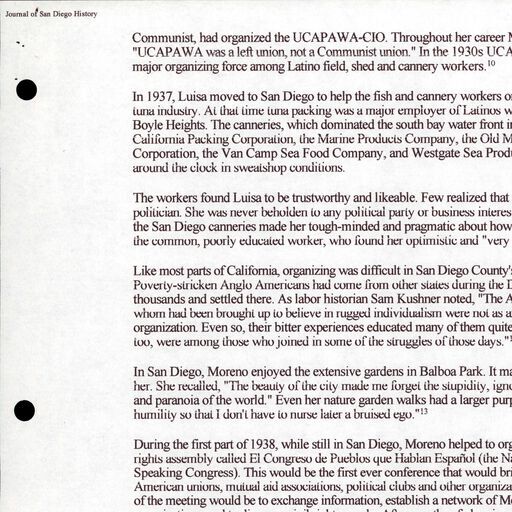 Journal of San Diego History
Communist, had organized the UCAPAWA-CIO. Throughout her career
"UCAPAWA was a left union, not a Communist union." In the 1930s
major organizing force among Latino field, shed and cannery workers.10
In 1937, Luisa moved to San Diego to help the fish and cannery workers
tuna industry. At that time tuna packing was a major employer of Latinos
Boyle Heights. The canneries, which dominated the south bay water front
California Packing Corporation, the Marine Products Company, the Old
Corporation, the Van Camp Sea Food Company, and Westgate Sea
around the clock in sweatshop conditions.
The workers found Luisa to be trustworthy and likeable. Few realized that
politician. She was never beholden to any political party or business
the San Diego canneries made her tough-minded and pragmatic about how
the common, poorly educated worker, who found her optimistic and "very
Like most parts of California, organizing was difficult in San Diego County's
Poverty-stricken Anglo Americans had come from other states during the
thousands and settled there. As labor historian Sam Kushner noted, "The
whom had been brought up to believe in rugged individualism were not as
organization. Even so, their bitter experiences educated many of them quite
too, were among those who joined in some of the struggles of those days."
In San Diego, Moreno enjoyed the extensive gardens in Balboa Park. It
her. She recalled, "The beauty of the city made me forget the stupidity,
and paranoia of the world." Even her nature garden walks had a larger
humility so that I don't have to nurse later a bruised ego."13
During the first part of 1938, while still in San Diego, Moreno helped to
rights assembly called El Congreso de Pueblos que Hablan Español (the
Speaking Congress). This would be the first ever conference that would
American unions, mutual aid associations, political clubs and other
of the meeting would be to exchange information, establish a network of